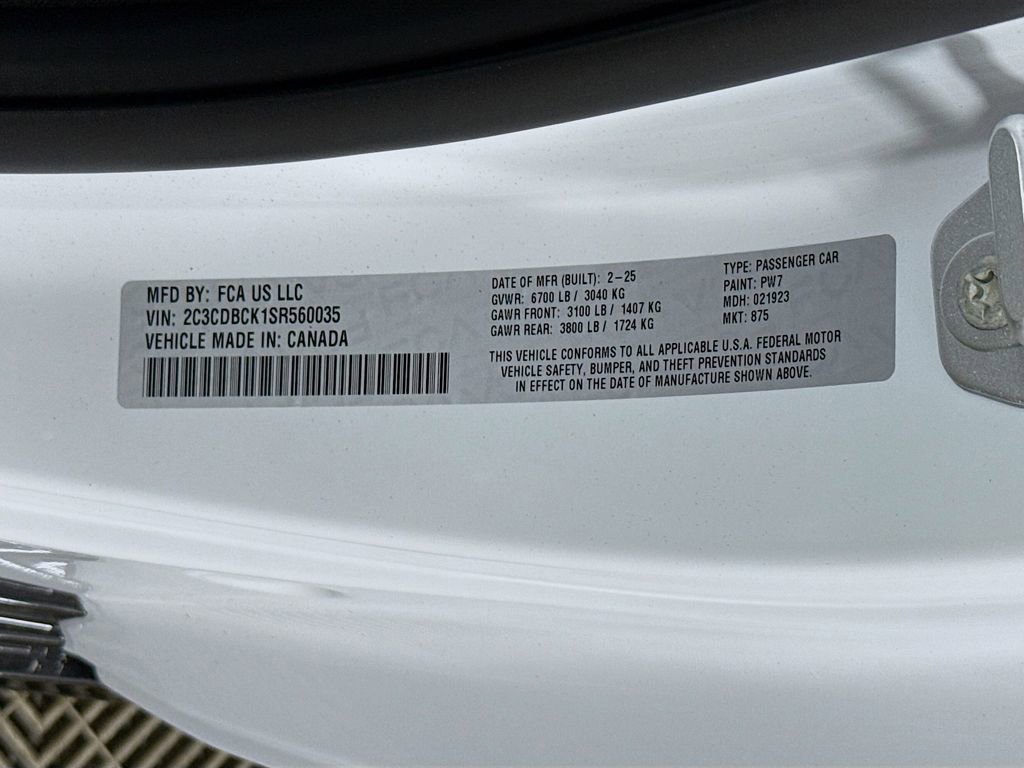 MFD BY: FCA US LLC
VIN: 2C3CDBCK1SR560035
VEHICLE MADE IN: CANADA
DATE OF MFR (BUILT): 2-25
GVWR: 6700 LB / 3040 KG
GAWR FRONT: 3100 LB / 1407 KG
GAWR REAR: 3800 LB / 1724 KG
TYPE: PASSENGER CAR
PAINT: PW7
MDH: 021923
MKT: 875
THIS VEHICLE CONFORMS TO ALL APPLICABLE U.S.A. FEDERAL MOTOR
VEHICLE SAFETY, BUMPER, AND THEFT PREVENTION STANDARDS
IN EFFECT ON THE DATE OF MANUFACTURE SHOWN ABOVE.